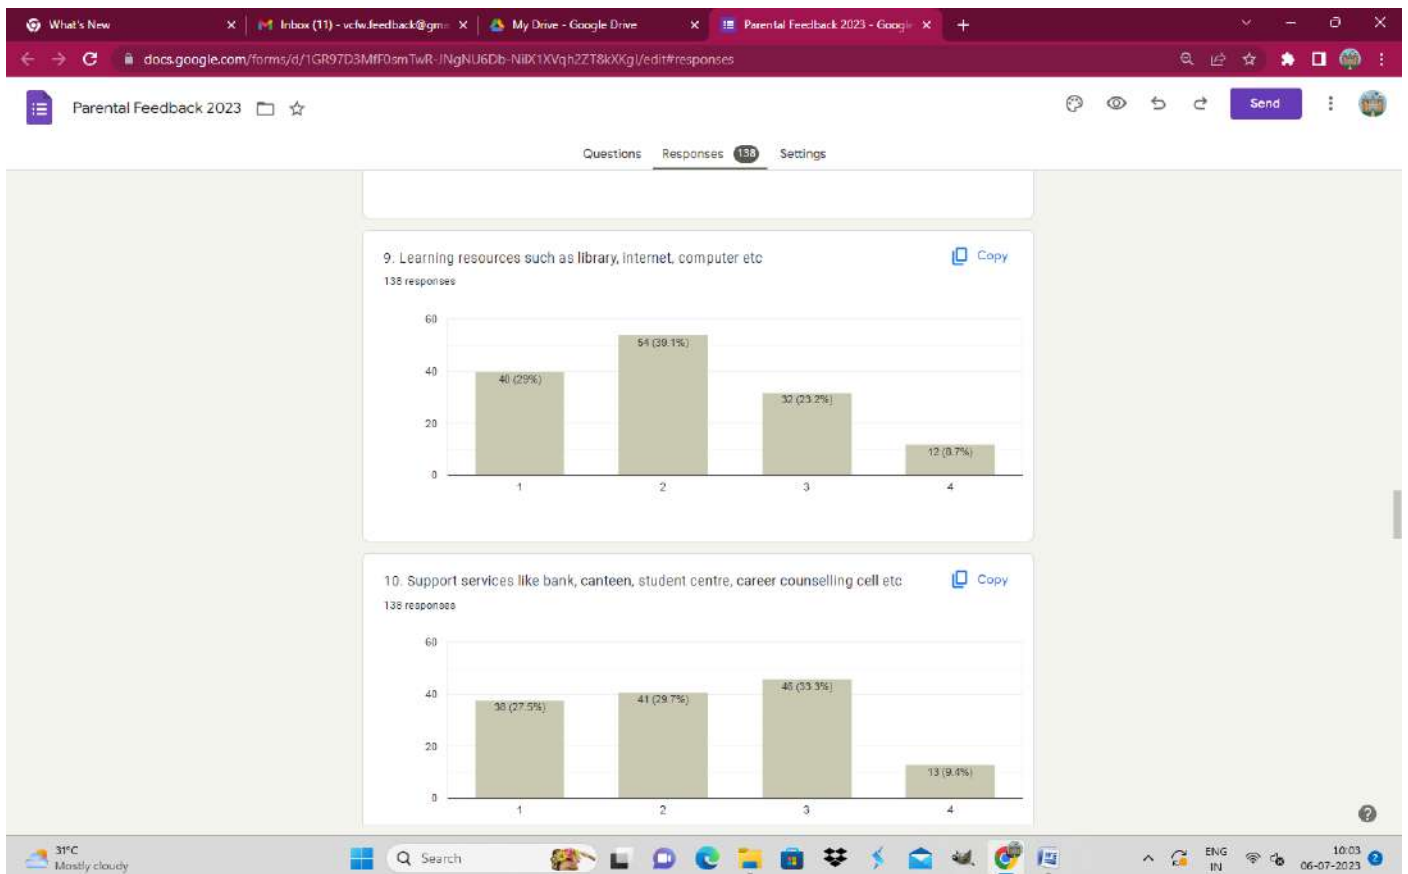 What's New
Inbox (11) - vcfw.feedback@gm
My Drive - Google Drive
Parental Feedback 2023 - Googl
docs.google.com/forms/d/
/edit#responses
Parental Feedback 2023
Send
Questions Responses 138 Settings
9. Learning resources such as library, internet, computer etc
Copy
138 responses
60
40
20
0
40 (29%)
54 (39.1%)
32 (23.2%)
12 (8.7%)
1 2 3 4
10. Support services like bank, canteen, student centre, career counselling cell etc
Copy
138 responses
60
40
20
0
38 (27.5%)
41 (29.7%)
46 (33.3%)
13 (9.4%)
1 2 3 4
31°C
Mostly cloudy
Search
ENG
IN
10:03
06-07-2023
2